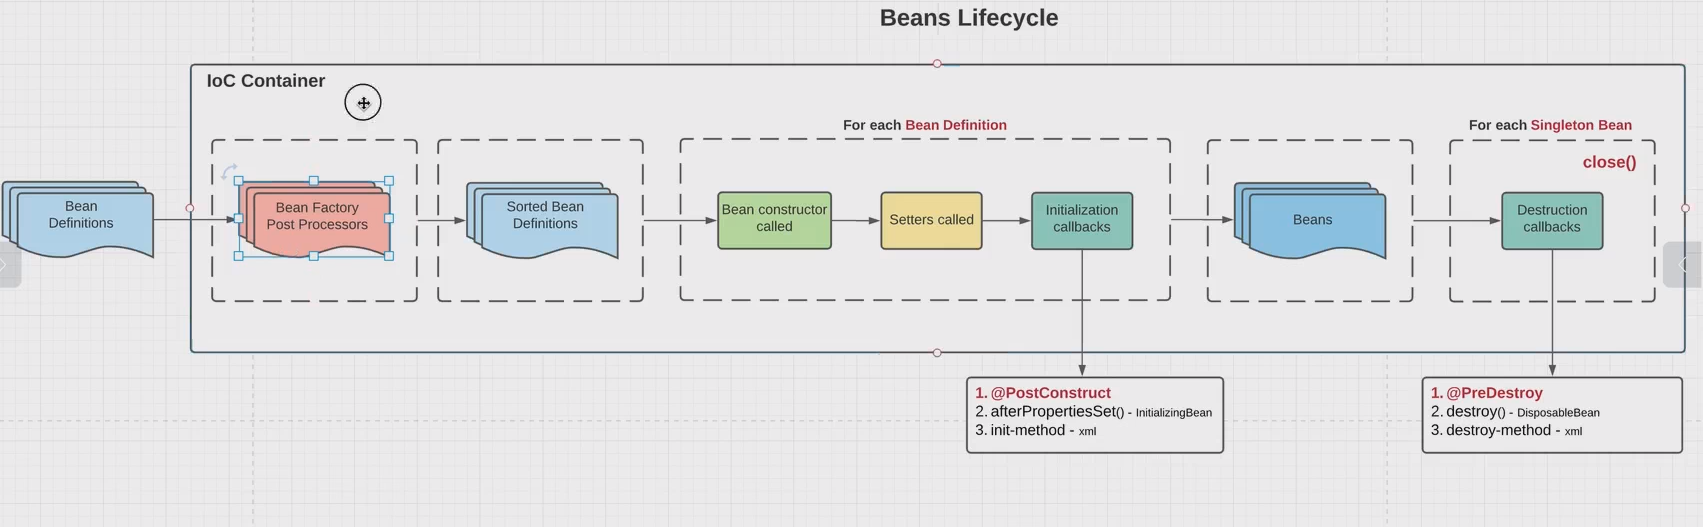 Beans Lifecycle
IoC Container
For each Bean Definition
For each Singleton Bean
close()
Bean
Definitions
Bean Factory
Post Processors
Sorted Bean
Definitions
Bean constructor
called
Setters called
Initialization
callbacks
Beans
Destruction
callbacks
1. @PostConstruct
2. afterPropertiesSet() - InitializingBean
3. init-method - xml
1. @PreDestroy
2. destroy() - DisposableBean
3. destroy-method - xml